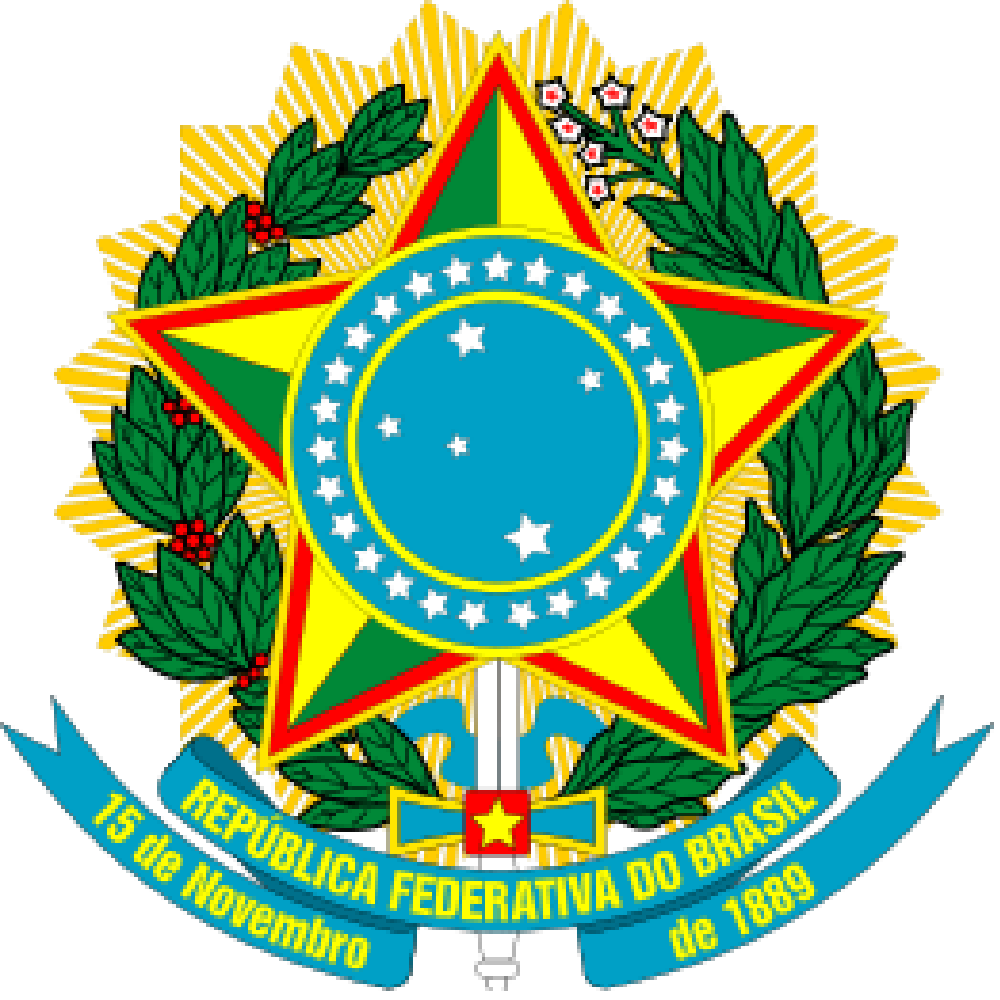 REPÚBLICA FEDERATIVA DO BRASIL
15 de Novembro de 1889